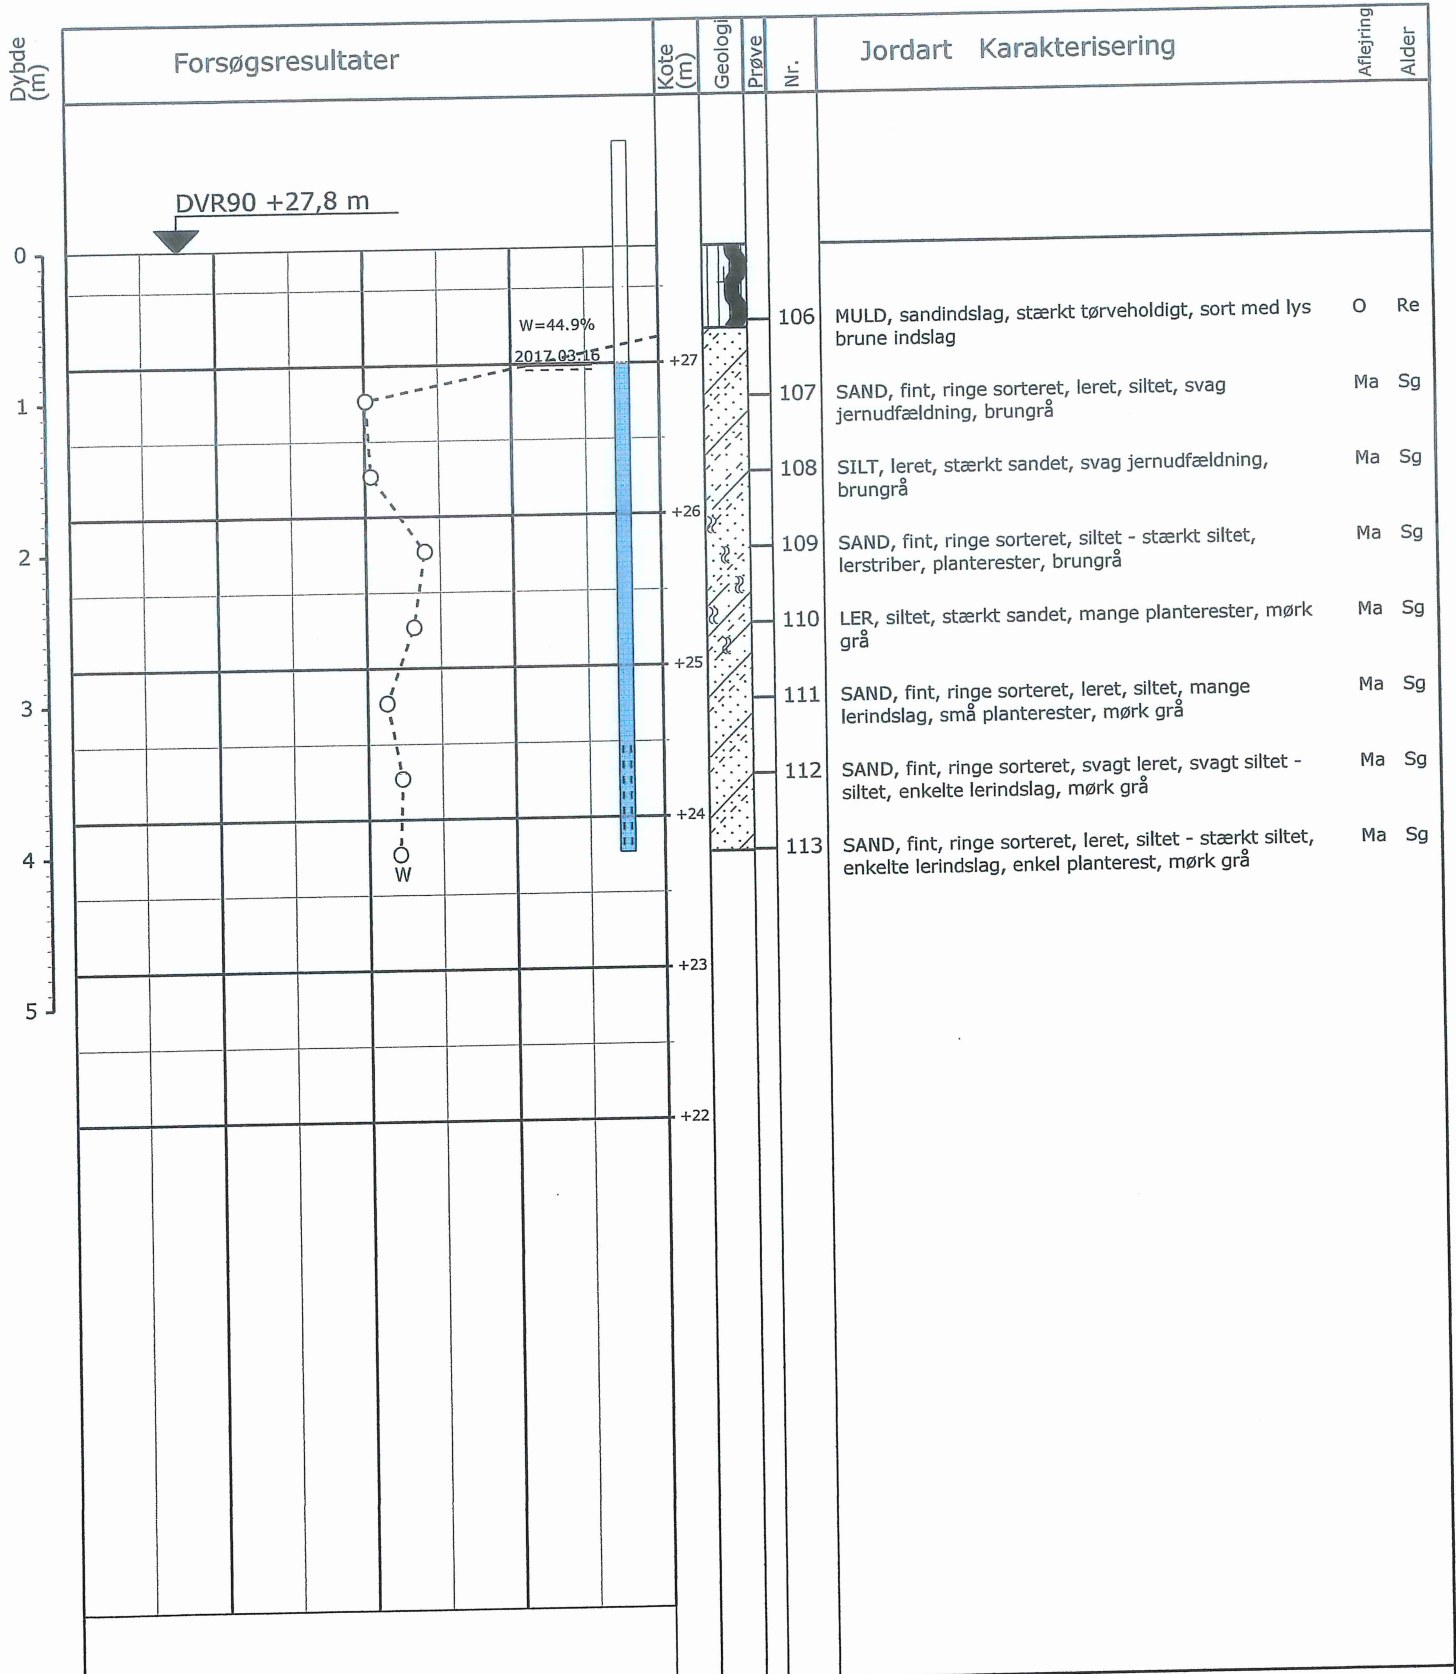 Dybde
(m)
Forsøgsresultater
Kote
(m)
Geologi
Prøve
Nr.
Jordart Karakterisering
Aflejring
Alder
DVR90 +27,8 m
0
W=44.9%
2017.03.16
+27
106 MULD, sandindslag, stærkt tørveholdigt, sort med lys O Re
brune indslag
1
107 SAND, fint, ringe sorteret, leret, siltet, svag Ma Sg
jernudfældning, brungrå
108 SILT, leret, stærkt sandet, svag jernudfældning, Ma Sg
brungrå
+26
2
109 SAND, fint, ringe sorteret, siltet - stærkt siltet, Ma Sg
lerstriber, planterester, brungrå
110 LER, siltet, stærkt sandet, mange planterester, mørk Ma Sg
grå
+25
3
111 SAND, fint, ringe sorteret, leret, siltet, mange Ma Sg
lerindslag, små planterester, mørk grå
112 SAND, fint, ringe sorteret, svagt leret, svagt siltet - Ma Sg
siltet, enkelte lerindslag, mørk grå
+24
4
W
113 SAND, fint, ringe sorteret, leret, siltet - stærkt siltet, Ma Sg
enkelte lerindslag, enkel planterest, mørk grå
+23
5
+22